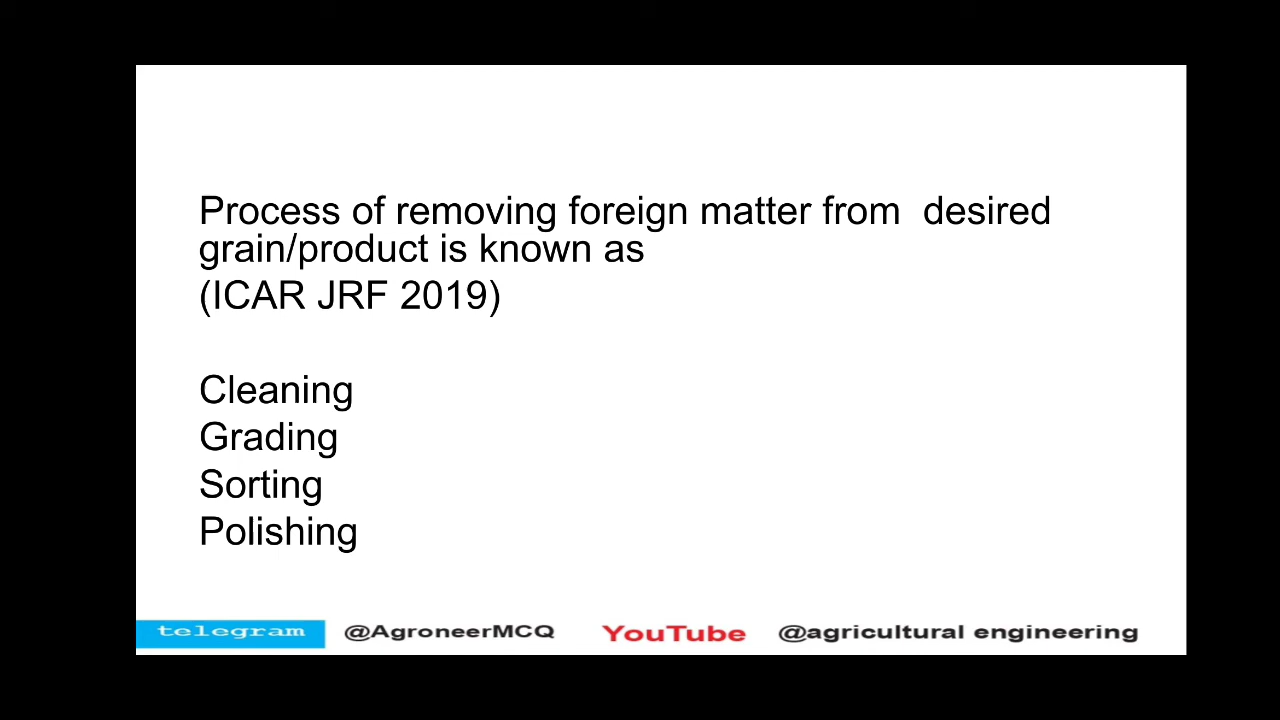 Process of removing foreign matter from  desired
grain/product is known as
(ICAR JRF 2019)
Cleaning
Grading
Sorting
Polishing
telegram @AgroneerMCQ YouTube @agricultural engineering